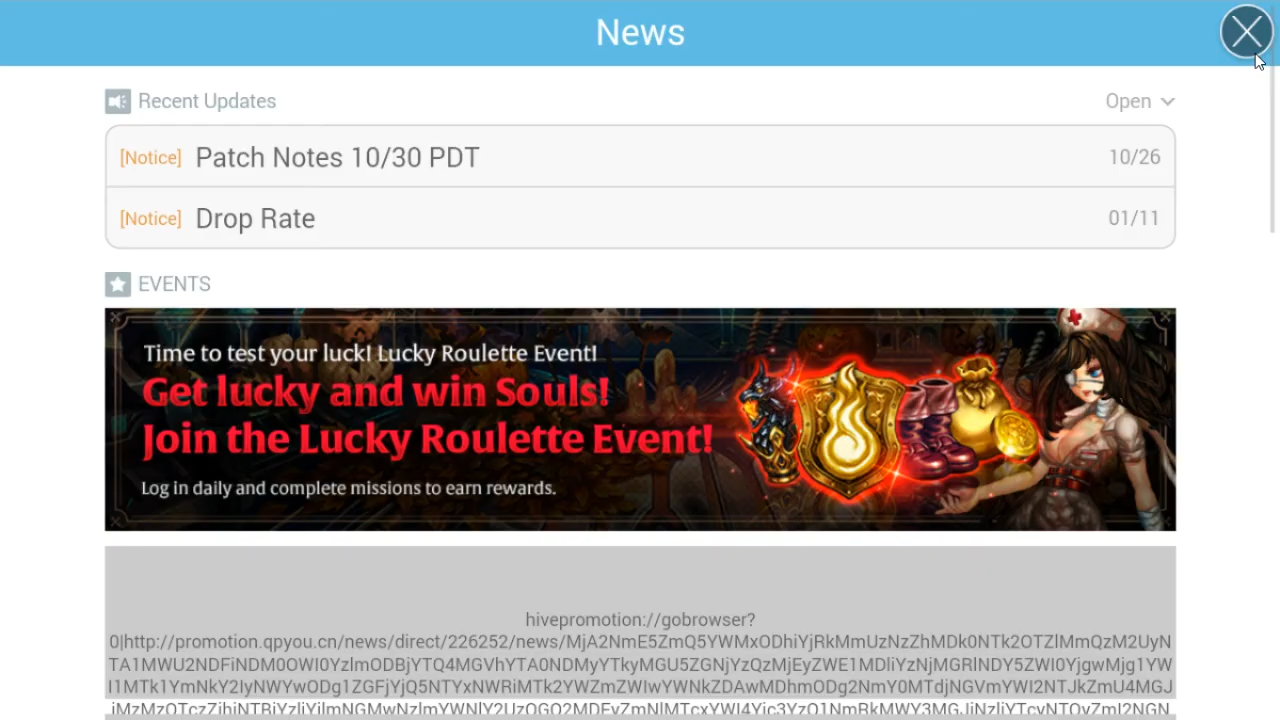 News
Recent Updates
Open
[Notice] Patch Notes 10/30 PDT 10/26
[Notice] Drop Rate 01/11
EVENTS
Time to test your luck! Lucky Roulette Event!
Get lucky and win Souls!
Join the Lucky Roulette Event!
Log in daily and complete missions to earn rewards.
hivepromotion://gobrowser?
0|http://promotion.qpyou.cn/news/direct/226252/news/MjA2NmE5ZmQ5YWMxODhiYjRkMmUzNzZhMDk0NTk2OTZlMmQzM2UyN
TA1MWU2NDFiNDM0OWI0YzlmODBjYTQ4MGVhYTA0NDMyYTkyMGU5ZGNjYzQzMjEyZWE1MDliYzNjMGRlNDY5ZWI0YjgwMjg1YW
I1MTk1YmNkY2IyNWYwODg1ZGFjYjQ5NTYxNWRiMTk2YWZmZWIwYWNkZDAwMDhmODg2NmY0MTdjNGVmYWI2NTJkZmU4MGJ